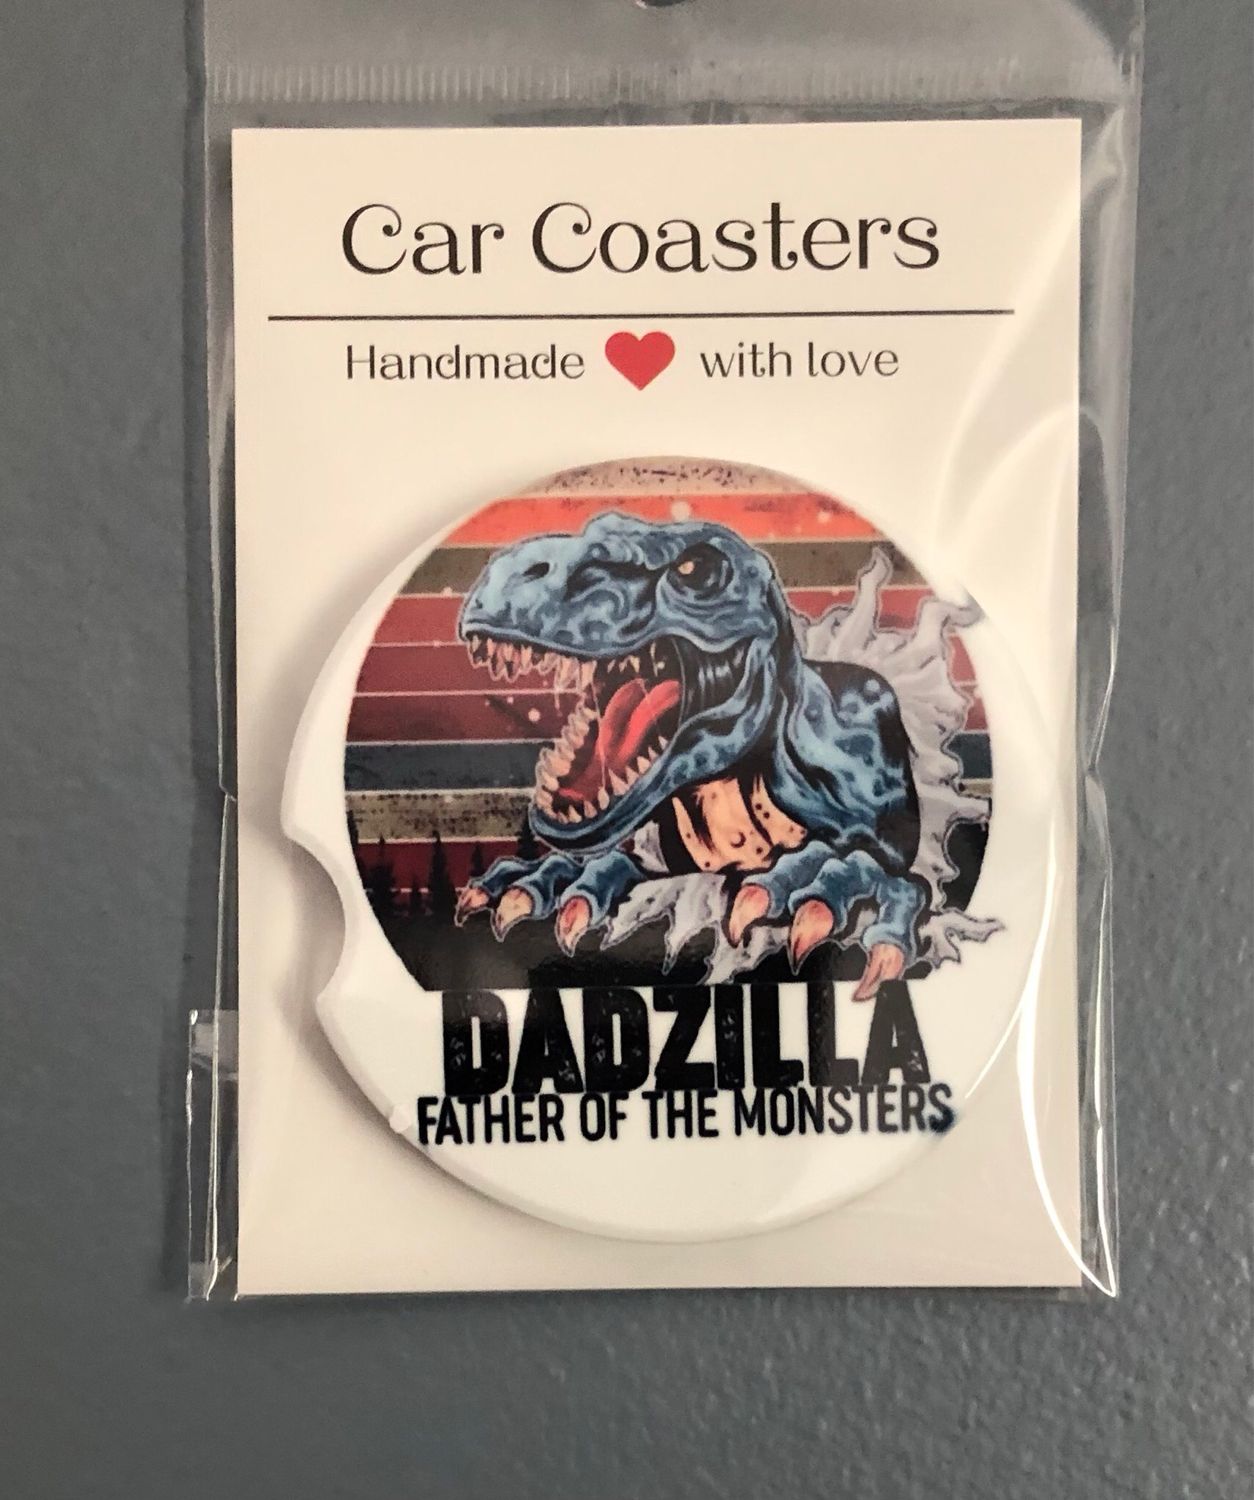 Car Coasters
Handmade with love
DADZILLA
FATHER OF THE MONSTERS